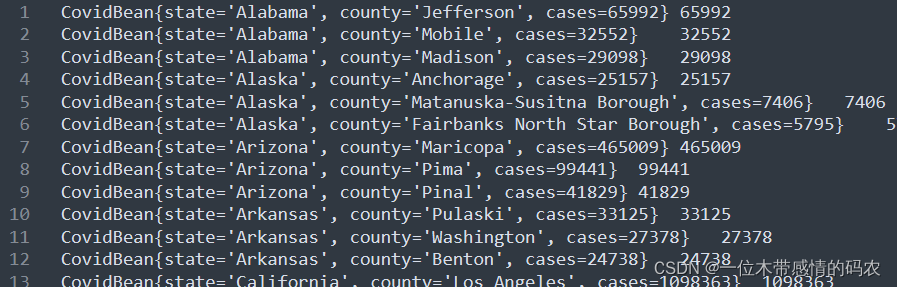 1 CovidBean{state='Alabama', county='Jefferson', cases=65992} 65992
2 CovidBean{state='Alabama', county='Mobile', cases=32552} 32552
3 CovidBean{state='Alabama', county='Madison', cases=29098} 29098
4 CovidBean{state='Alaska', county='Anchorage', cases=25157} 25157
5 CovidBean{state='Alaska', county='Matanuska-Susitna Borough', cases=7406} 7406
6 CovidBean{state='Alaska', county='Fairbanks North Star Borough', cases=5795} 5
7 CovidBean{state='Arizona', county='Maricopa', cases=465009} 465009
8 CovidBean{state='Arizona', county='Pima', cases=99441} 99441
9 CovidBean{state='Arizona', county='Pinal', cases=41829} 41829
10 CovidBean{state='Arkansas', county='Pulaski', cases=33125} 33125
11 CovidBean{state='Arkansas', county='Washington', cases=27378} 27378
12 CovidBean{state='Arkansas', county='Benton', cases=24738} 24738
CSDN @一位木带感情的码农
13 CovidBean{state='California', county='Los Angeles', cases=1098363} 1098363